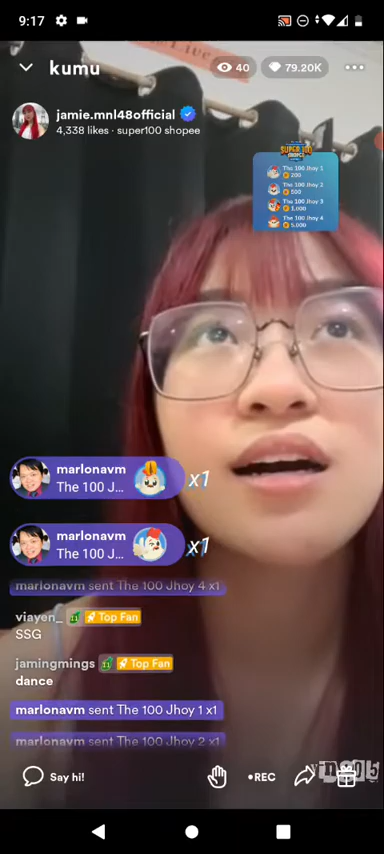 9:17
kumu
40
79.20K
jamie.mnl48official
4,338 likes · super100 shopee
SUPER 100
The 100 Jhoy 1
200
The 100 Jhoy 2
500
The 100 Jhoy 3
1,000
The 100 Jhoy 4
5,000
marlonavm
The 100 J... x1
marlonavm
The 100 J... x1
marlonavm sent The 100 Jhoy 4 x1
viayen_ Top Fan
SSG
jamingmings Top Fan
dance
marlonavm sent The 100 Jhoy 1 x1
marlonavm sent The 100 Jhoy 2 x1
Say hi!
•REC